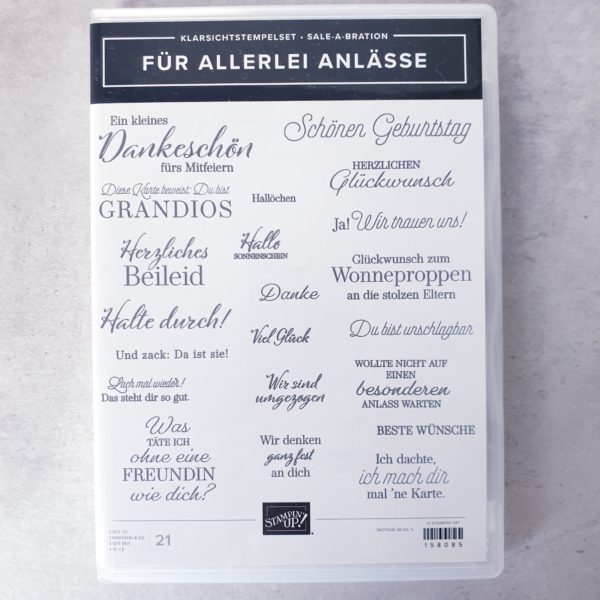 KLARSICHTSTEMPELSET • SALE-A-BRATION
FÜR ALLERLEI ANLÄSSE
Ein kleines
Dankeschön
fürs Mitfeiern
Schönen Geburtstag
HERZLICHEN
Glückwunsch
Diese Karte beweist: Du bist
GRANDIOS
Hallöchen
Ja! Wir trauen uns!
Herzliches
Beileid
Hallo
SONNENSCHEIN
Glückwunsch zum
Wonneproppen
an die stolzen Eltern
Danke
Halte durch!
Viel Glück
Du bist unschlagbar
Und zack: Da ist sie!
WOLLTE NICHT AUF
EINEN
besonderen
ANLASS WARTEN
Lach mal wieder!
Das steht dir so gut.
Wir sind
umgezogen
Was
TÄTE ICH
ohne eine
FREUNDIN
wie dich?
Wir denken
ganz fest
an dich
BESTE WÜNSCHE
Ich dachte,
ich mach dir
mal 'ne Karte.
STAMPIN' UP!
21
© STAMPIN' UP!
158085